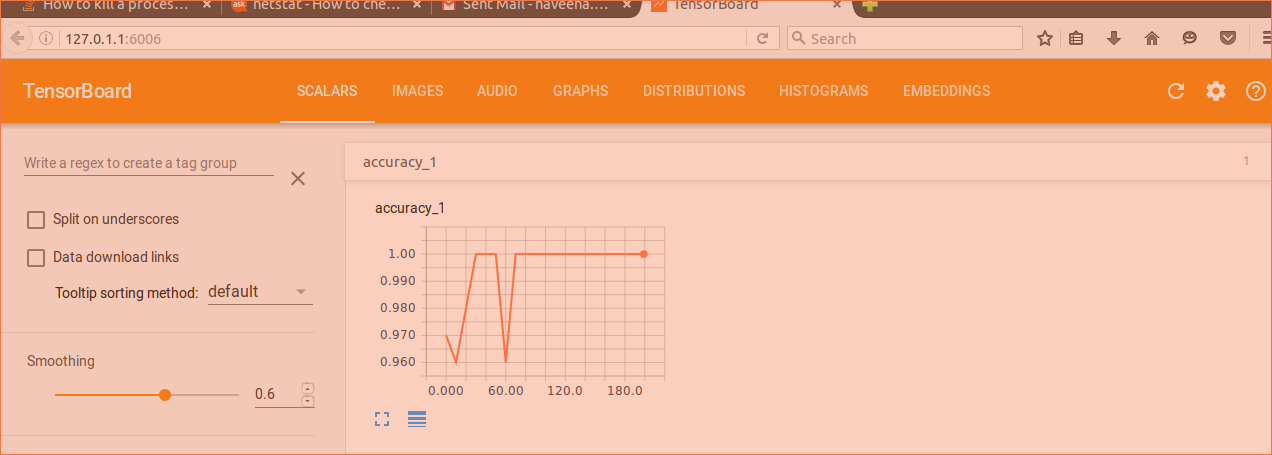 How to kill a proces... × ask netstat - How to che... × Sent Mail - naveena.... × TensorBoard ×
127.0.1.1:6006 Search
TensorBoard SCALARS IMAGES AUDIO GRAPHS DISTRIBUTIONS HISTOGRAMS EMBEDDINGS
Write a regex to create a tag group
Split on underscores
Data download links
Tooltip sorting method: default
Smoothing
0.6
accuracy_1 1
accuracy_1
1.00
0.990
0.980
0.970
0.960
0.000 60.00 120.0 180.0